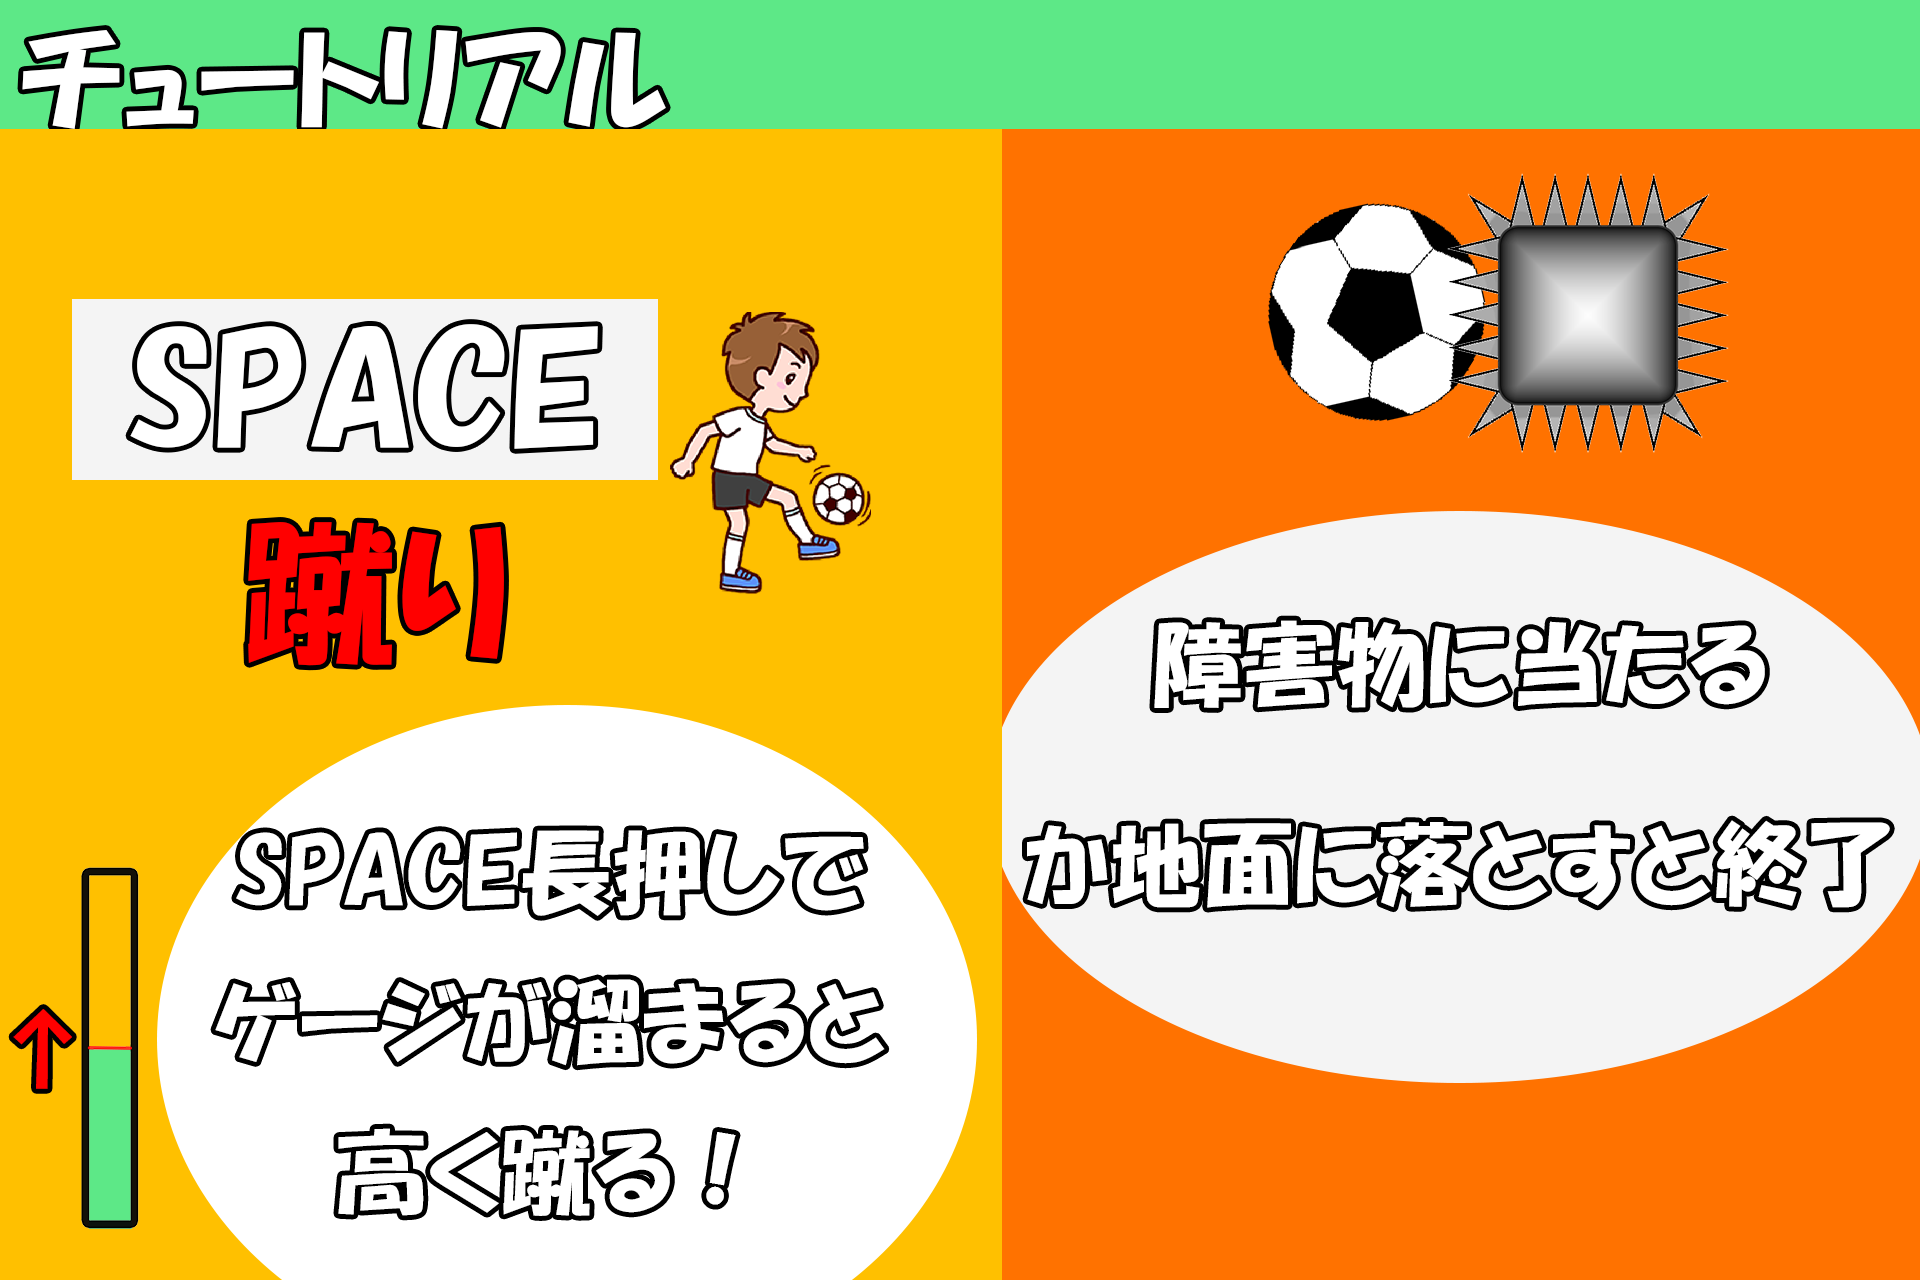 チュートリアル
SPACE
蹴り
SPACE長押しで
ゲージが溜まると
高く蹴る！
障害物に当たる
か地面に落とすと終了